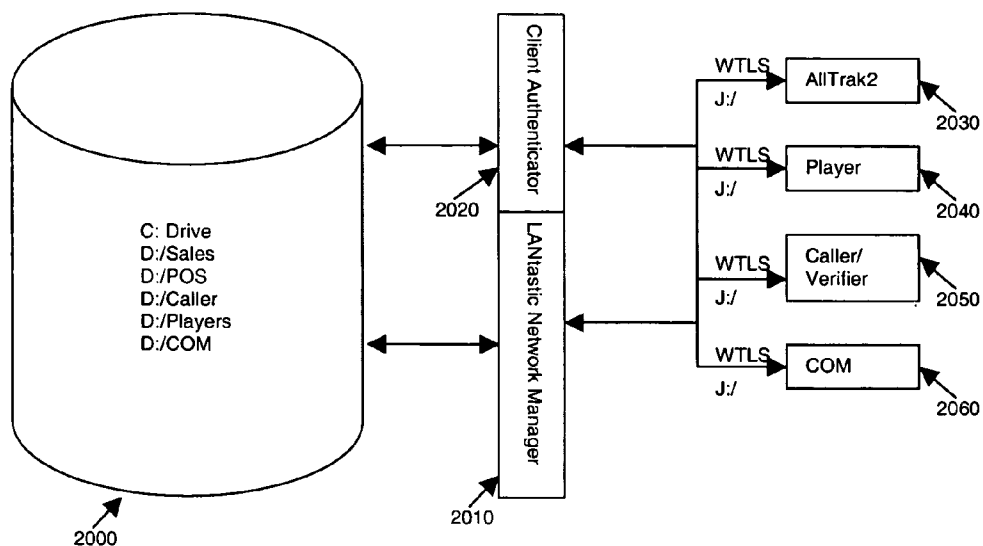 C: Drive
D:/Sales
D:/POS
D:/Caller
D:/Players
D:/COM
2000
Client Authenticator
2020
LANtastic Network Manager
2010
WTLS
J:/
AllTrak2
2030
WTLS
J:/
Player
2040
WTLS
J:/
Caller/
Verifier
2050
WTLS
J:/
COM
2060